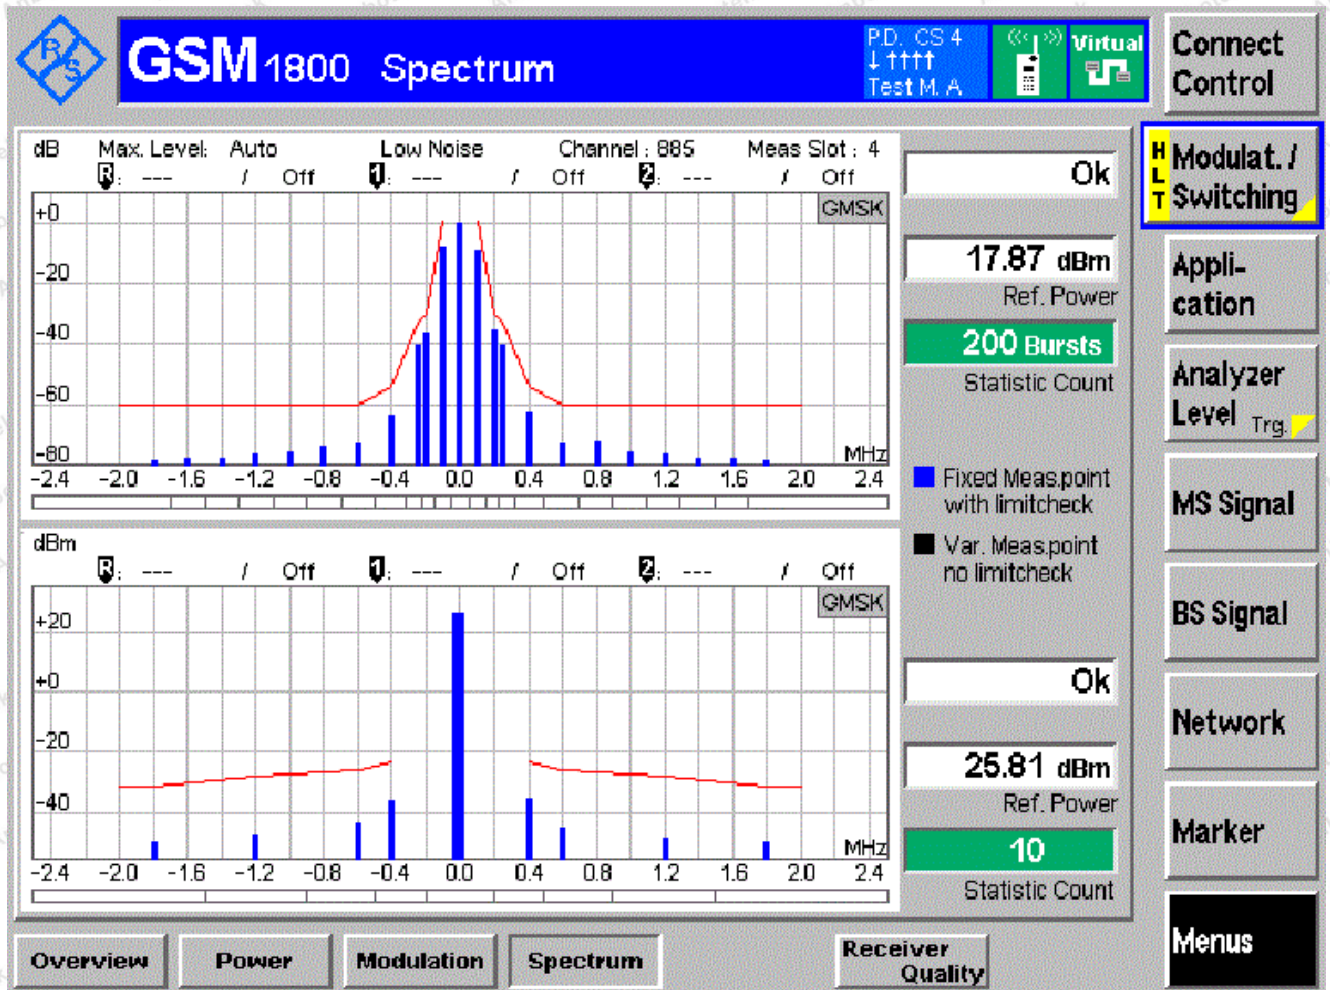 R S
GSM 1800 Spectrum
P.D. CS 4
↓ ↑↑↑↑
Test M. A
Virtual
Connect
Control
dB Max. Level: Auto Low Noise Channel : 885 Meas Slot : 4
R : --- / Off 1 : --- / Off 2 : --- / Off
GMSK
+0
-20
-40
-60
-80
MHz
-2.4 -2.0 -1.6 -1.2 -0.8 -0.4 0.0 0.4 0.8 1.2 1.6 2.0 2.4
Ok
17.87 dBm
Ref. Power
200 Bursts
Statistic Count
Fixed Meas.point
with limitcheck
Var. Meas.point
no limitcheck
dBm
R : --- / Off 1 : --- / Off 2 : --- / Off
GMSK
+20
+0
-20
-40
MHz
-2.4 -2.0 -1.6 -1.2 -0.8 -0.4 0.0 0.4 0.8 1.2 1.6 2.0 2.4
Ok
25.81 dBm
Ref. Power
10
Statistic Count
H
L
T
Modulat. /
Switching
Appli-
cation
Analyzer
Level Trg.
MS Signal
BS Signal
Network
Marker
Menus
Overview
Power
Modulation
Spectrum
Receiver
Quality